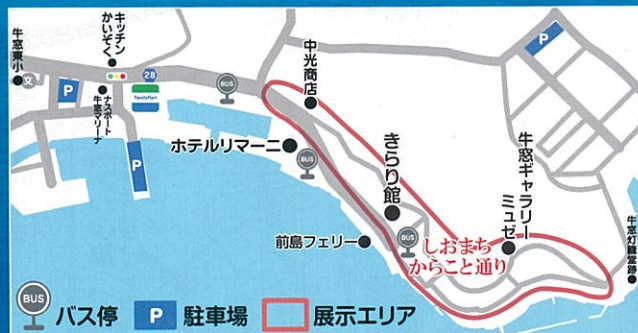 牛窓東小
文
キッチン
かいぞく
28
P
FamilyMart
ナスポート
牛窓マリーナ
P
BUS
中光商店
ホテルリマーニ
BUS
きらり館
前島フェリー
BUS
しおまち
からこと通り
牛窓ギャラリー
ミュゼ
P
牛窓灯籠堂跡
BUS バス停 P 駐車場 展示エリア